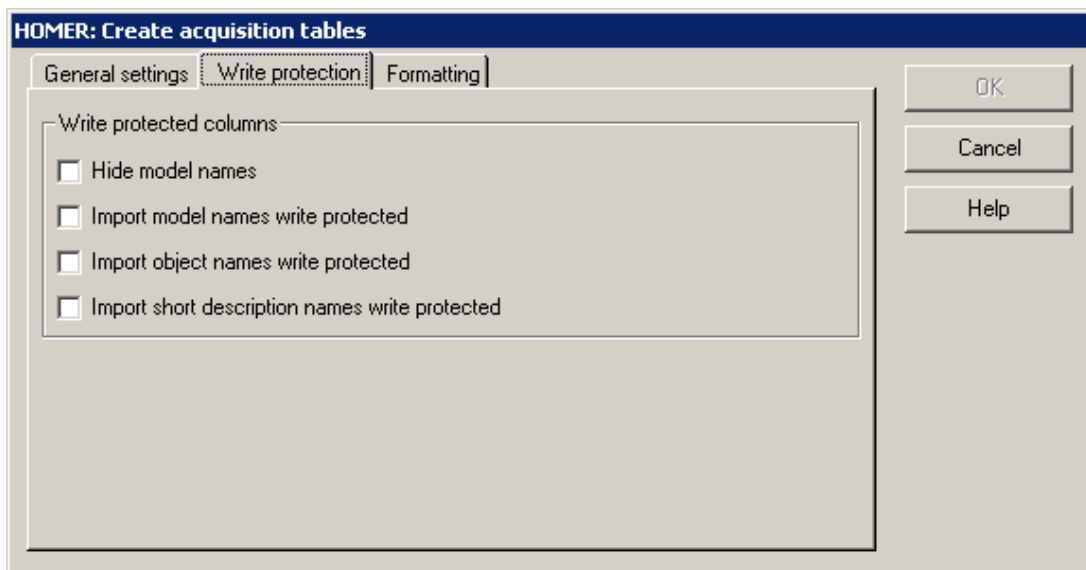 HOMER: Create acquisition tables
General settings Write protection Formatting
OK
Write protected columns
Cancel
Hide model names
Import model names write protected
Help
Import object names write protected
Import short description names write protected